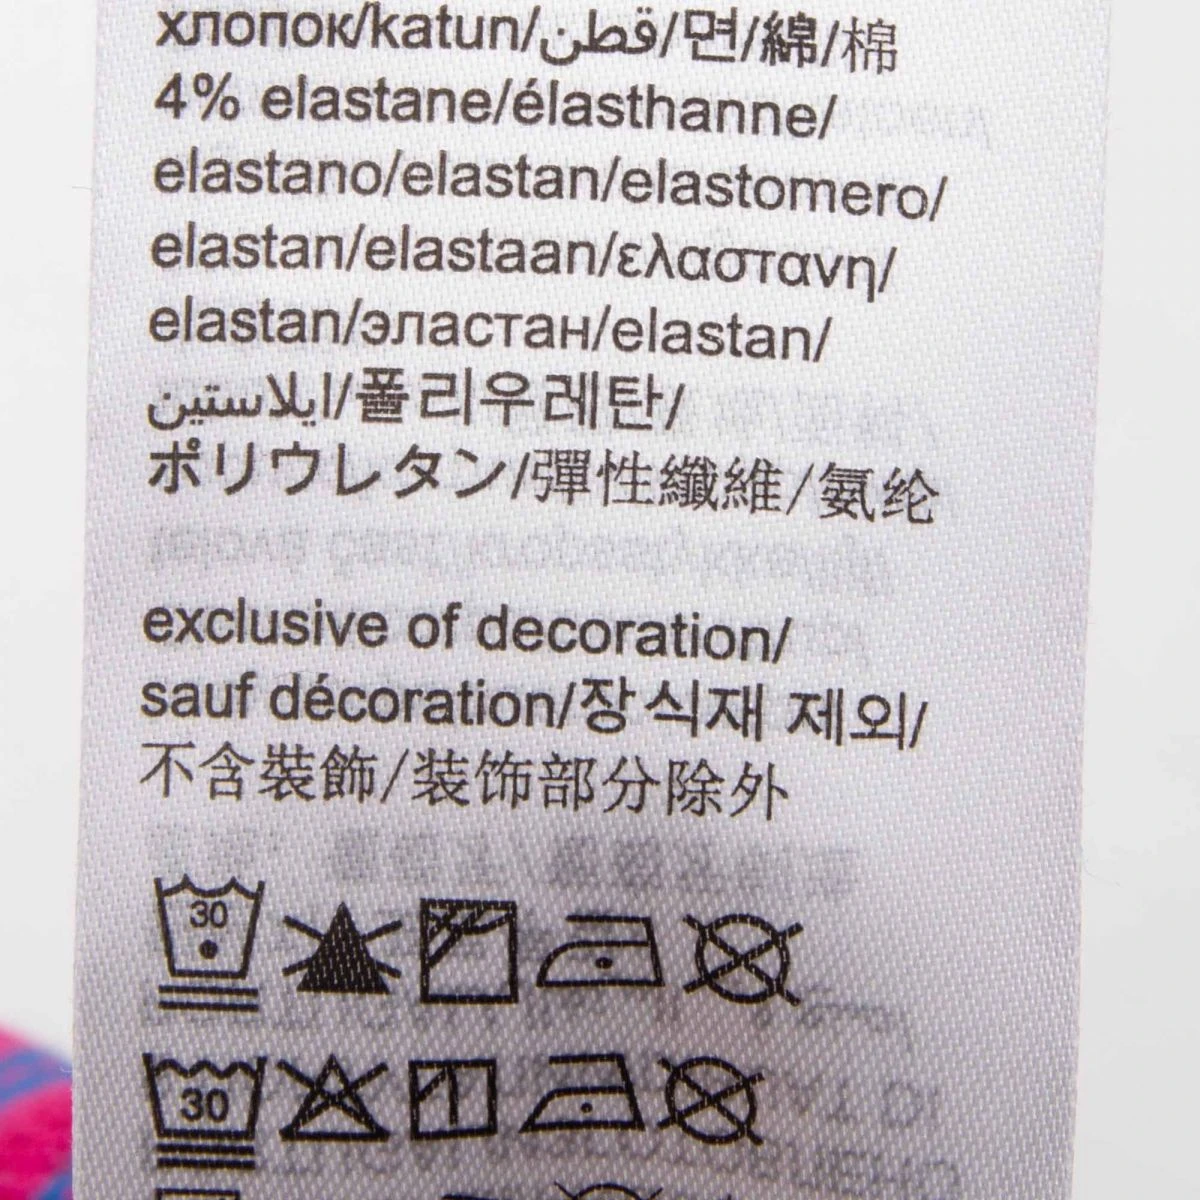 хлопок/katun/قطن/면/綿/棉
4% elastane/élasthanne/
elastano/elastan/elastomero/
elastan/elastaan/ελαστανη/
elastan/эластан/elastan/
ايلاستين/폴리우레탄/
ポリウレタン/彈性纖維/氨纶
exclusive of decoration/
sauf décoration/장식재 제외/
不含裝飾/装饰部分除外
30
30